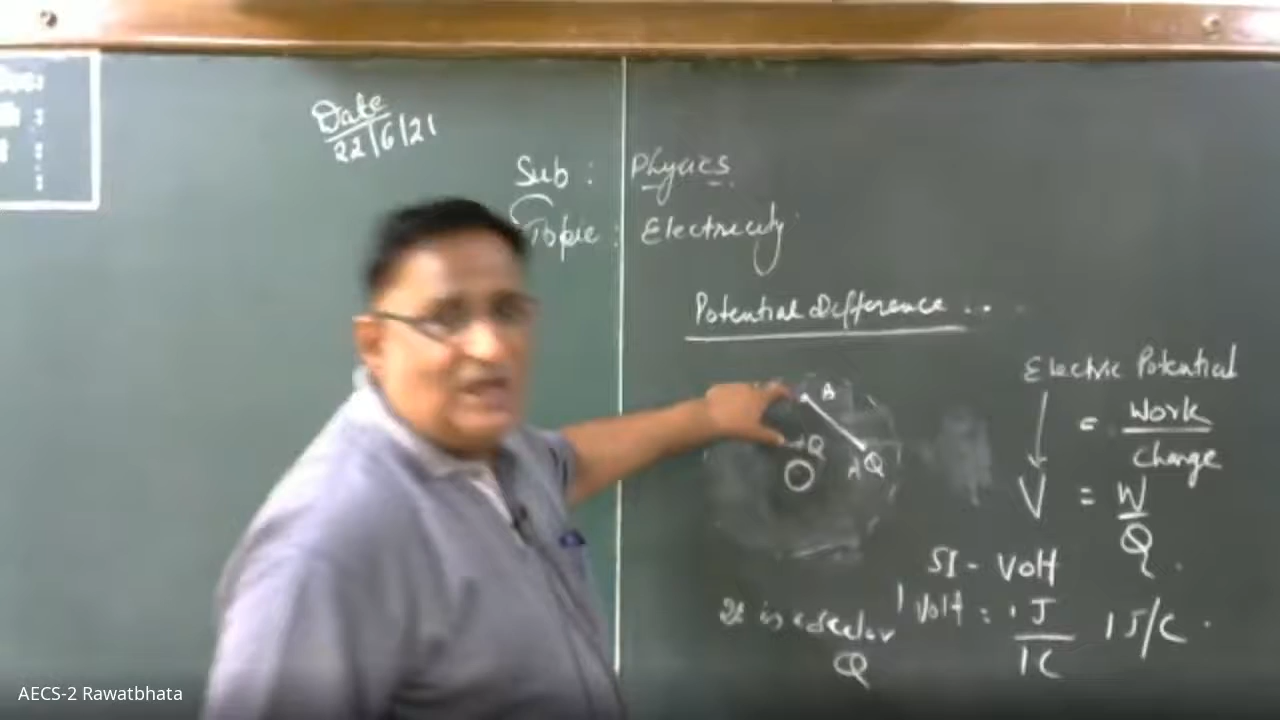 Date
22/6/21
Sub : Physics
Topic : Electricity
Potential Difference ...
Electric Potential
= Work
Charge
V = W
Q
B
+Q
A Q
SI - Volt
1 Volt = 1 J
1C
1 J/C
It is a scalar
Q
AECS-2 Rawatbhata